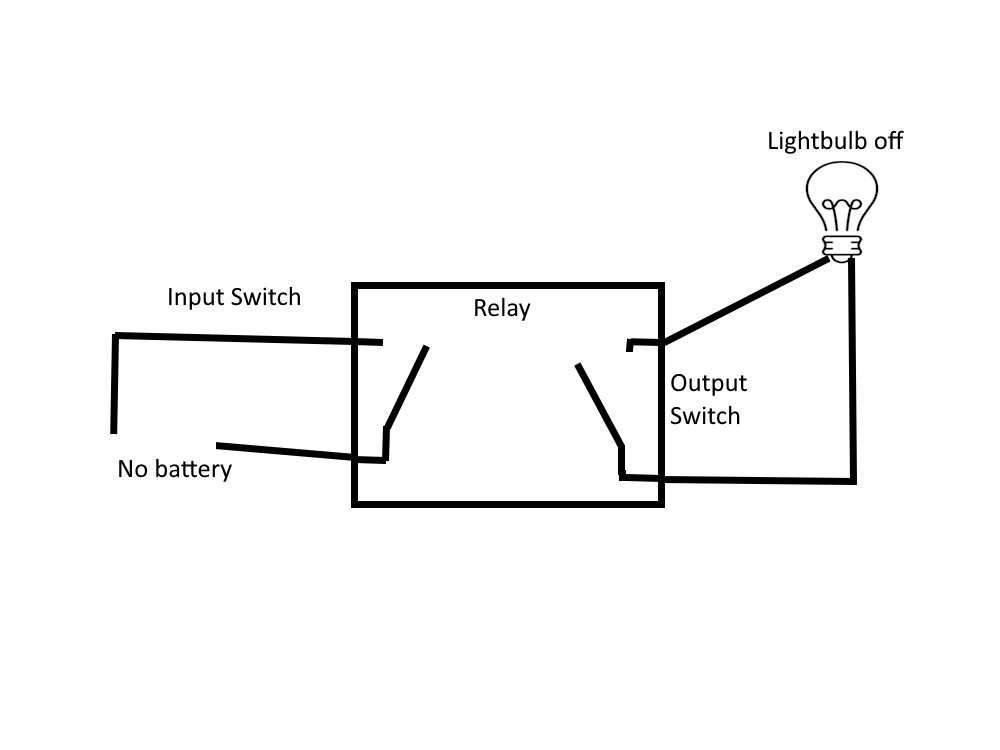 Lightbulb off
Input Switch
Relay
Output
Switch
No battery